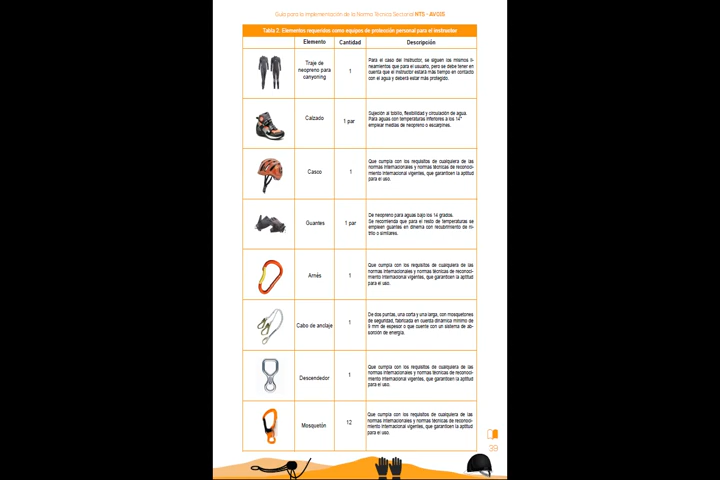 Guía para la implementación de la Norma Técnica Sectorial NTS - AV015
Tabla 2. Elementos requeridos como equipos de protección personal para el instructor
Elemento Cantidad Descripción
Traje de
neopreno para
canyoning
1
Para el caso del instructor, se siguen los mismos li-
neamientos que para el usuario, pero se debe tener en
cuenta que el instructor estará más tiempo en contacto
con el agua y deberá estar más protegido.
Calzado
1 par
Sujeción al tobillo, flexibilidad y circulación de agua.
Para aguas con temperaturas inferiores a los 14°
emplear medias de neopreno o escarpines.
Casco
1
Que cumpla con los requisitos de cualquiera de las
normas internacionales y normas técnicas de reconoci-
miento internacional vigentes, que garanticen la aptitud
para el uso.
Guantes
1 par
De neopreno para aguas bajo los 14 grados.
Se recomienda que para el resto de temperaturas se
empleen guantes en dinema con recubrimiento de ni-
trilo o similares.
Arnés
1
Que cumpla con los requisitos de cualquiera de las
normas internacionales y normas técnicas de reconoci-
miento internacional vigentes, que garanticen la aptitud
para el uso.
Cabo de anclaje
1
De dos puntas, una corta y una larga, con mosquetones
de seguridad, fabricada en cuerda dinámica mínimo de
9 mm de espesor o que cuente con un sistema de ab-
sorción de energía.
Descendedor
1
Que cumpla con los requisitos de cualquiera de las
normas internacionales y normas técnicas de reconoci-
miento internacional vigentes, que garanticen la aptitud
para el uso.
Mosquetón
12
Que cumpla con los requisitos de cualquiera de las
normas internacionales y normas técnicas de reconoci-
miento internacional vigentes, que garanticen la aptitud
para el uso.
39